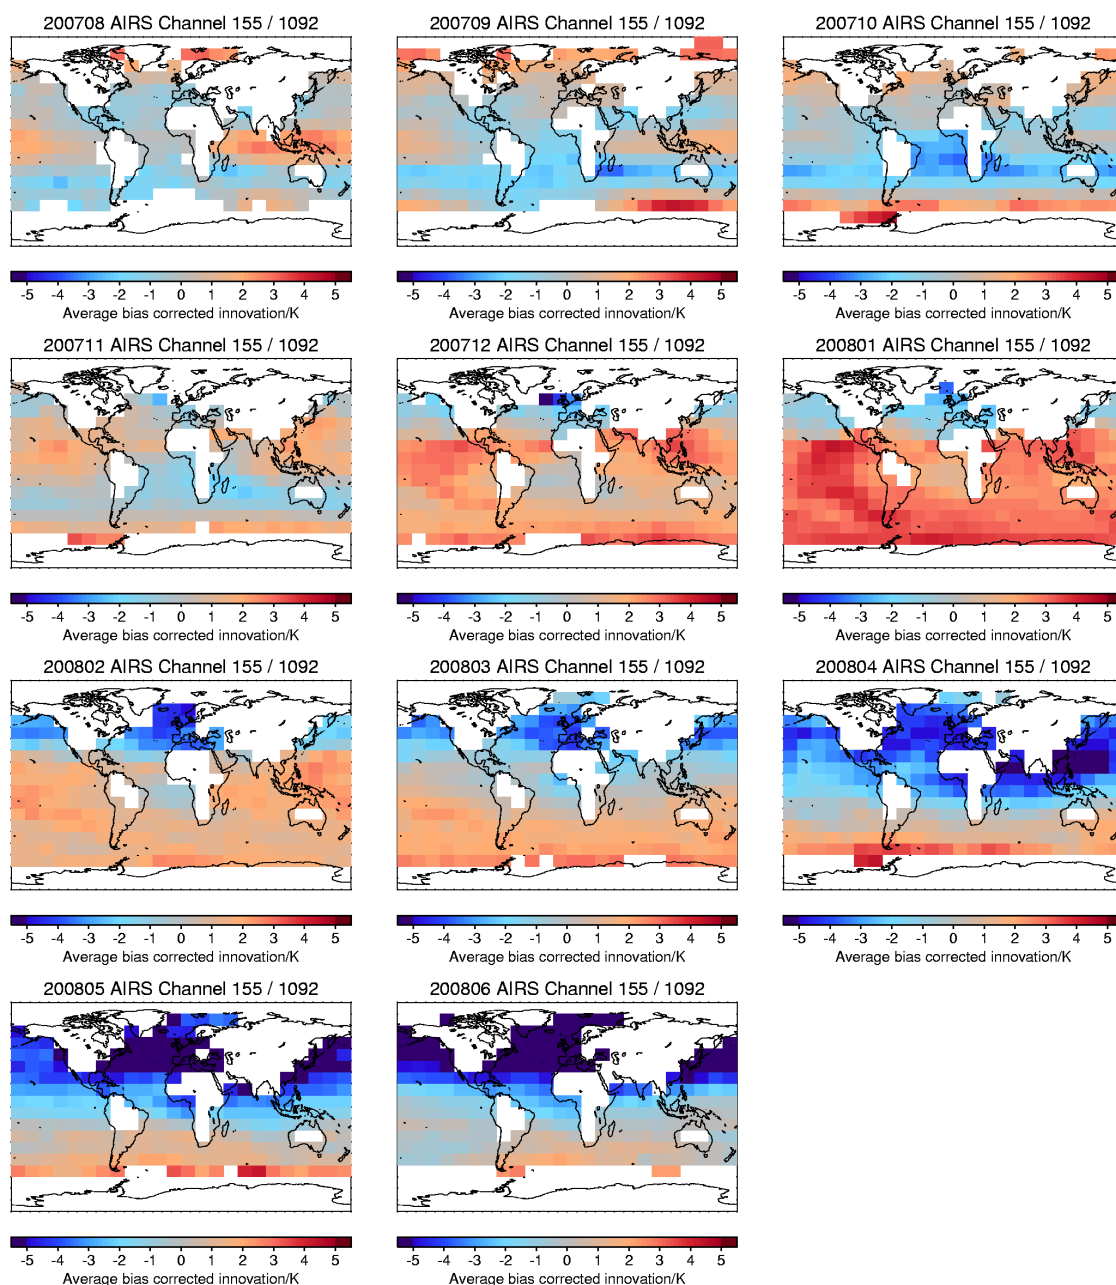 200708 AIRS Channel 155 / 1092
200709 AIRS Channel 155 / 1092
200710 AIRS Channel 155 / 1092
-5 -4 -3 -2 -1 0 1 2 3 4 5
-5 -4 -3 -2 -1 0 1 2 3 4 5
-5 -4 -3 -2 -1 0 1 2 3 4 5
Average bias corrected innovation/K
Average bias corrected innovation/K
Average bias corrected innovation/K
200711 AIRS Channel 155 / 1092
200712 AIRS Channel 155 / 1092
200801 AIRS Channel 155 / 1092
-5 -4 -3 -2 -1 0 1 2 3 4 5
-5 -4 -3 -2 -1 0 1 2 3 4 5
-5 -4 -3 -2 -1 0 1 2 3 4 5
Average bias corrected innovation/K
Average bias corrected innovation/K
Average bias corrected innovation/K
200802 AIRS Channel 155 / 1092
200803 AIRS Channel 155 / 1092
200804 AIRS Channel 155 / 1092
-5 -4 -3 -2 -1 0 1 2 3 4 5
-5 -4 -3 -2 -1 0 1 2 3 4 5
-5 -4 -3 -2 -1 0 1 2 3 4 5
Average bias corrected innovation/K
Average bias corrected innovation/K
Average bias corrected innovation/K
200805 AIRS Channel 155 / 1092
200806 AIRS Channel 155 / 1092
-5 -4 -3 -2 -1 0 1 2 3 4 5
-5 -4 -3 -2 -1 0 1 2 3 4 5
Average bias corrected innovation/K
Average bias corrected innovation/K